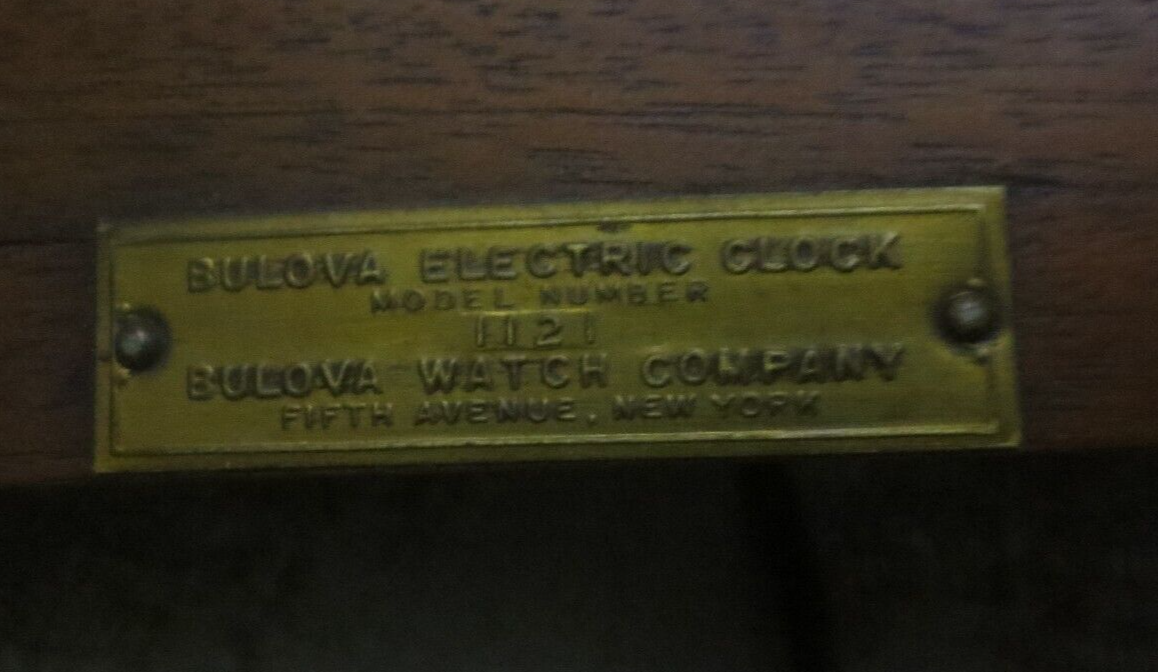 BULOVA ELECTRIC CLOCK
MODEL NUMBER
1121
BULOVA WATCH COMPANY
FIFTH AVENUE, NEW YORK